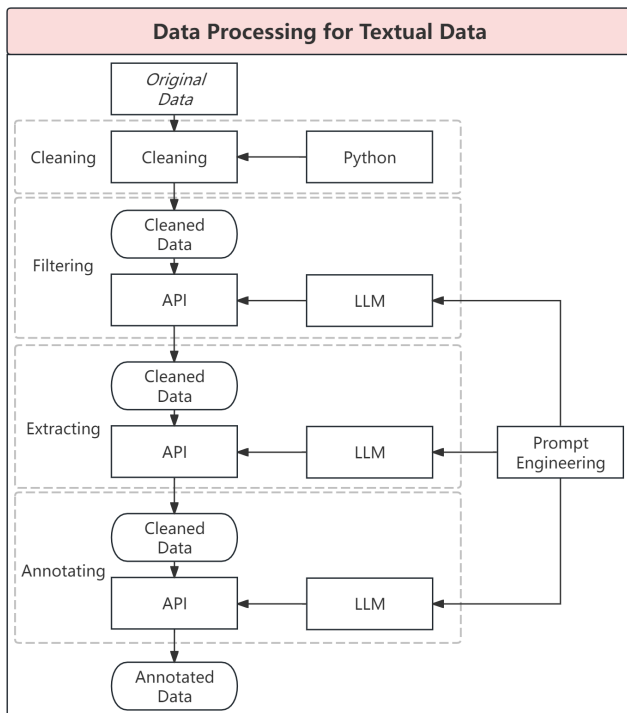 Data Processing for Textual Data
Original
Data
Cleaning
Cleaning
Python
Cleaned
Data
Filtering
API
LLM
Cleaned
Data
Extracting
API
LLM
Prompt
Engineering
Cleaned
Data
Annotating
API
LLM
Annotated
Data